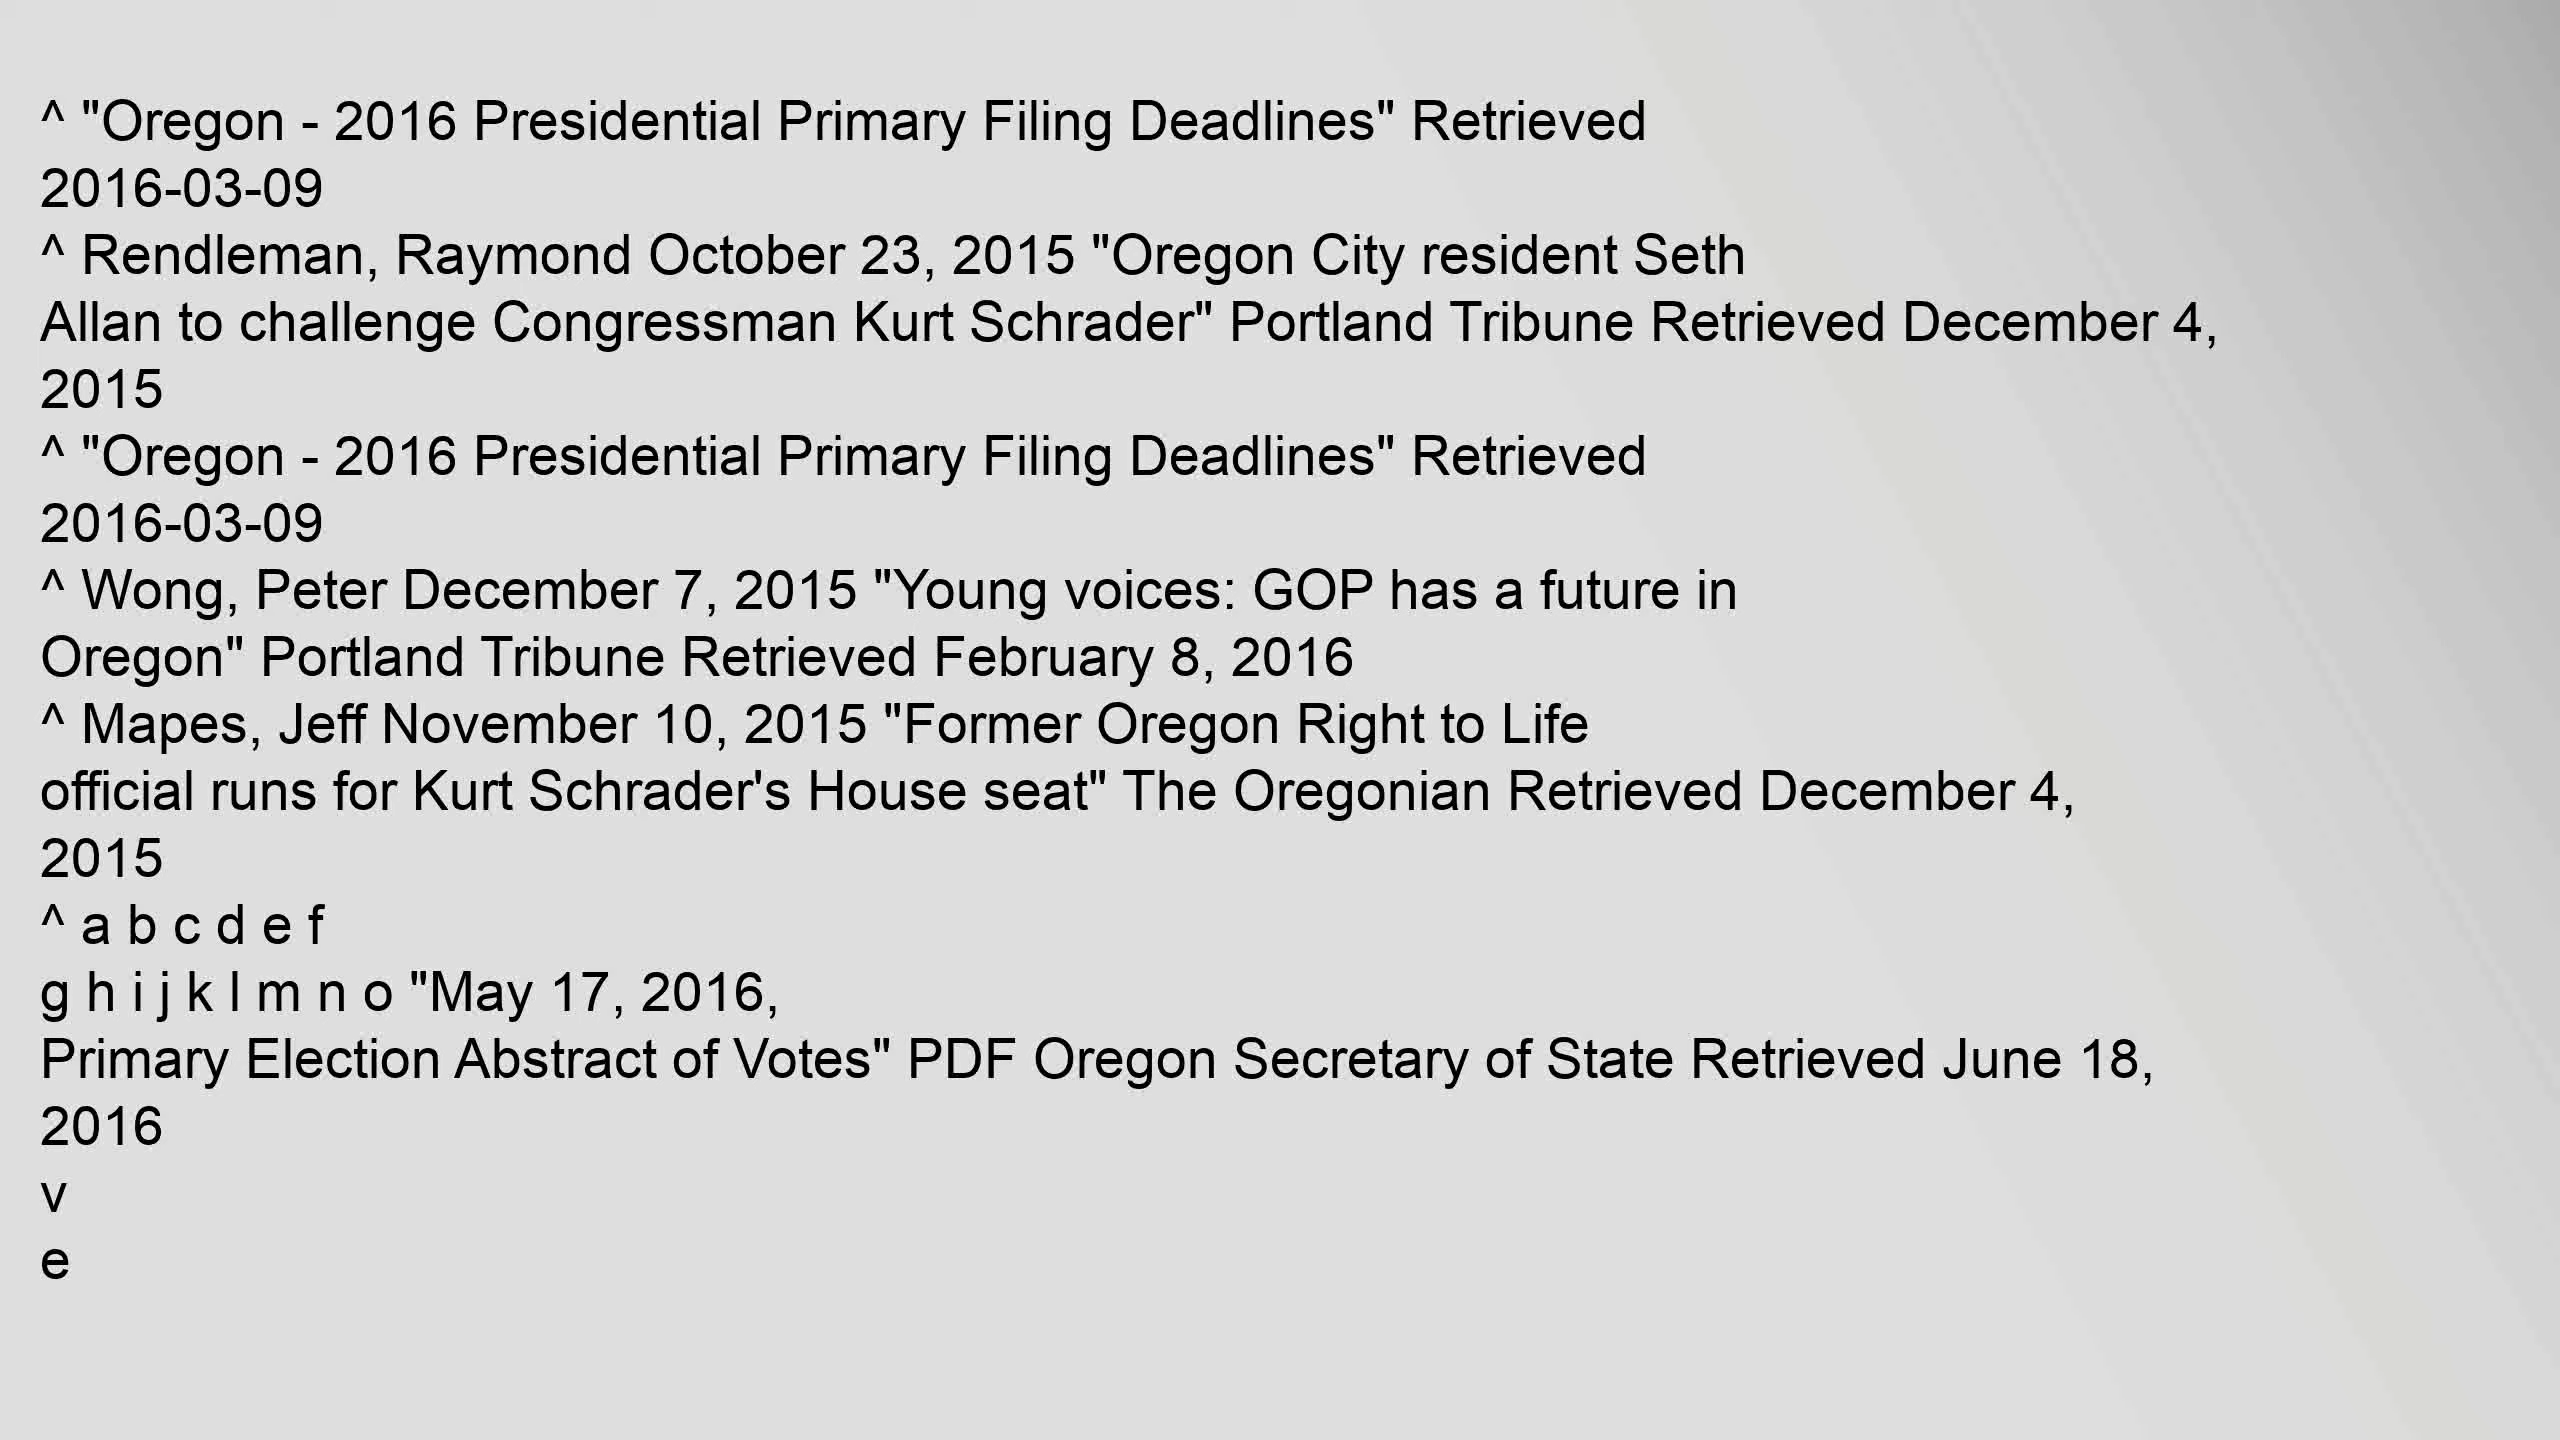 ^ "Oregon - 2016 Presidential Primary Filing Deadlines" Retrieved
2016-03-09
^ Rendleman, Raymond October 23, 2015 "Oregon City resident Seth
Allan to challenge Congressman Kurt Schrader" Portland Tribune Retrieved December 4,
2015
^ "Oregon - 2016 Presidential Primary Filing Deadlines" Retrieved
2016-03-09
^ Wong, Peter December 7, 2015 "Young voices: GOP has a future in
Oregon" Portland Tribune Retrieved February 8, 2016
^ Mapes, Jeff November 10, 2015 "Former Oregon Right to Life
official runs for Kurt Schrader's House seat" The Oregonian Retrieved December 4,
2015
^ a b c d e f
g h i j k l m n o "May 17, 2016,
Primary Election Abstract of Votes" PDF Oregon Secretary of State Retrieved June 18,
2016
v
e